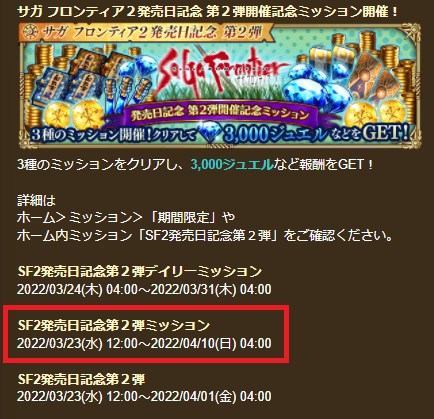 サガ フロンティア２発売日記念 第２弾開催記念ミッション開催！
サガ フロンティア２発売日記念 第２弾
SaGa Frontier
発売日記念 第２弾開催記念ミッション
3種のミッション開催！クリアして3,000ジュエルなどをGET！
3種のミッションをクリアし、3,000ジュエルなど報酬をGET！
詳細は
ホーム＞ミッション＞「期間限定」や
ホーム内ミッション「SF2発売日記念第２弾」をご確認ください。
SF2発売日記念第２弾デイリーミッション
2022/03/24(木) 04:00～2022/03/31(木) 04:00
SF2発売日記念第２弾ミッション
2022/03/23(水) 12:00～2022/04/10(日) 04:00
SF2発売日記念第２弾
2022/03/23(水) 12:00～2022/04/01(金) 04:00